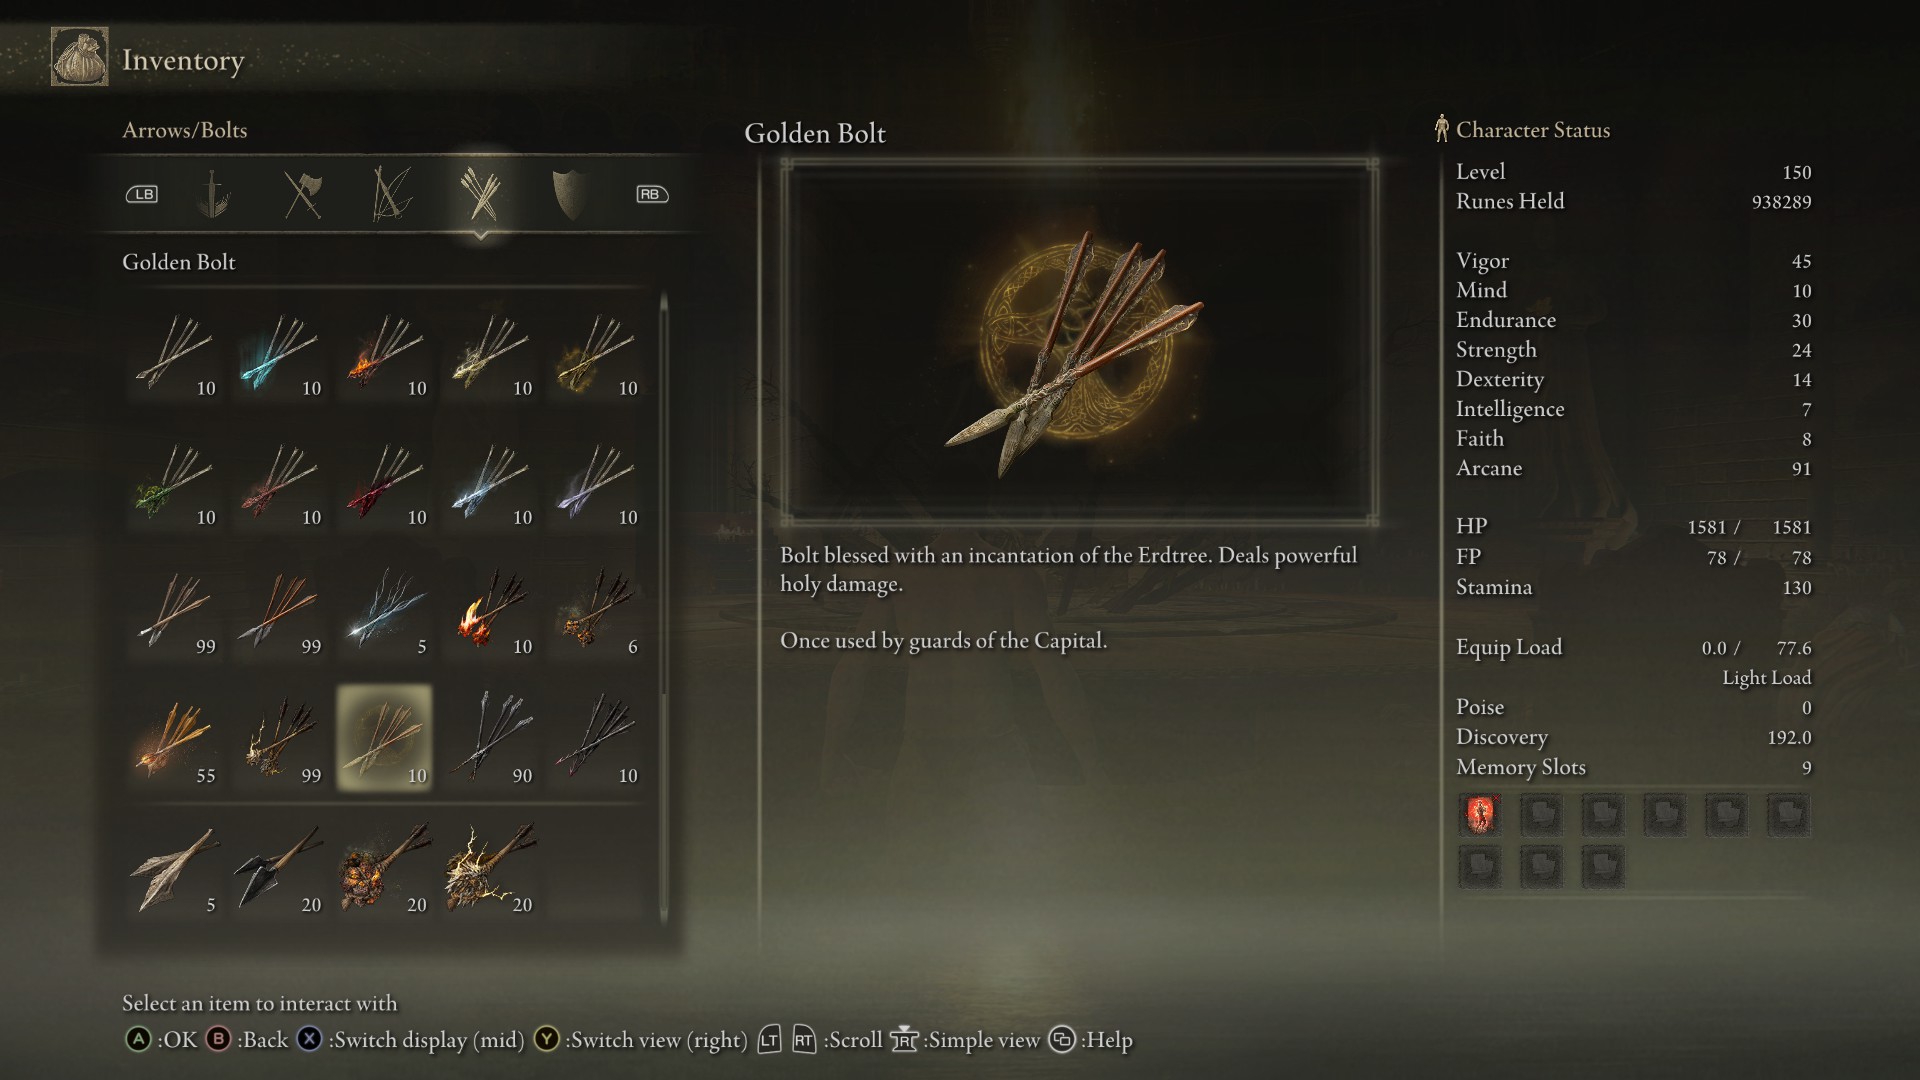 Inventory
Arrows/Bolts
LB
RB
Golden Bolt
10 10 10 10 10
10 10 10 10 10
99 99 5 10 6
55 99 10 90 10
5 20 20 20
Golden Bolt
Bolt blessed with an incantation of the Erdtree. Deals powerful
holy damage.
Once used by guards of the Capital.
Character Status
Level 150
Runes Held 938289
Vigor 45
Mind 10
Endurance 30
Strength 24
Dexterity 14
Intelligence 7
Faith 8
Arcane 91
HP 1581 / 1581
FP 78 / 78
Stamina 130
Equip Load 0.0 / 77.6
Light Load
Poise 0
Discovery 192.0
Memory Slots 9
Select an item to interact with
A :OK B :Back X :Switch display (mid) Y :Switch view (right) LT RT :Scroll R :Simple view :Help